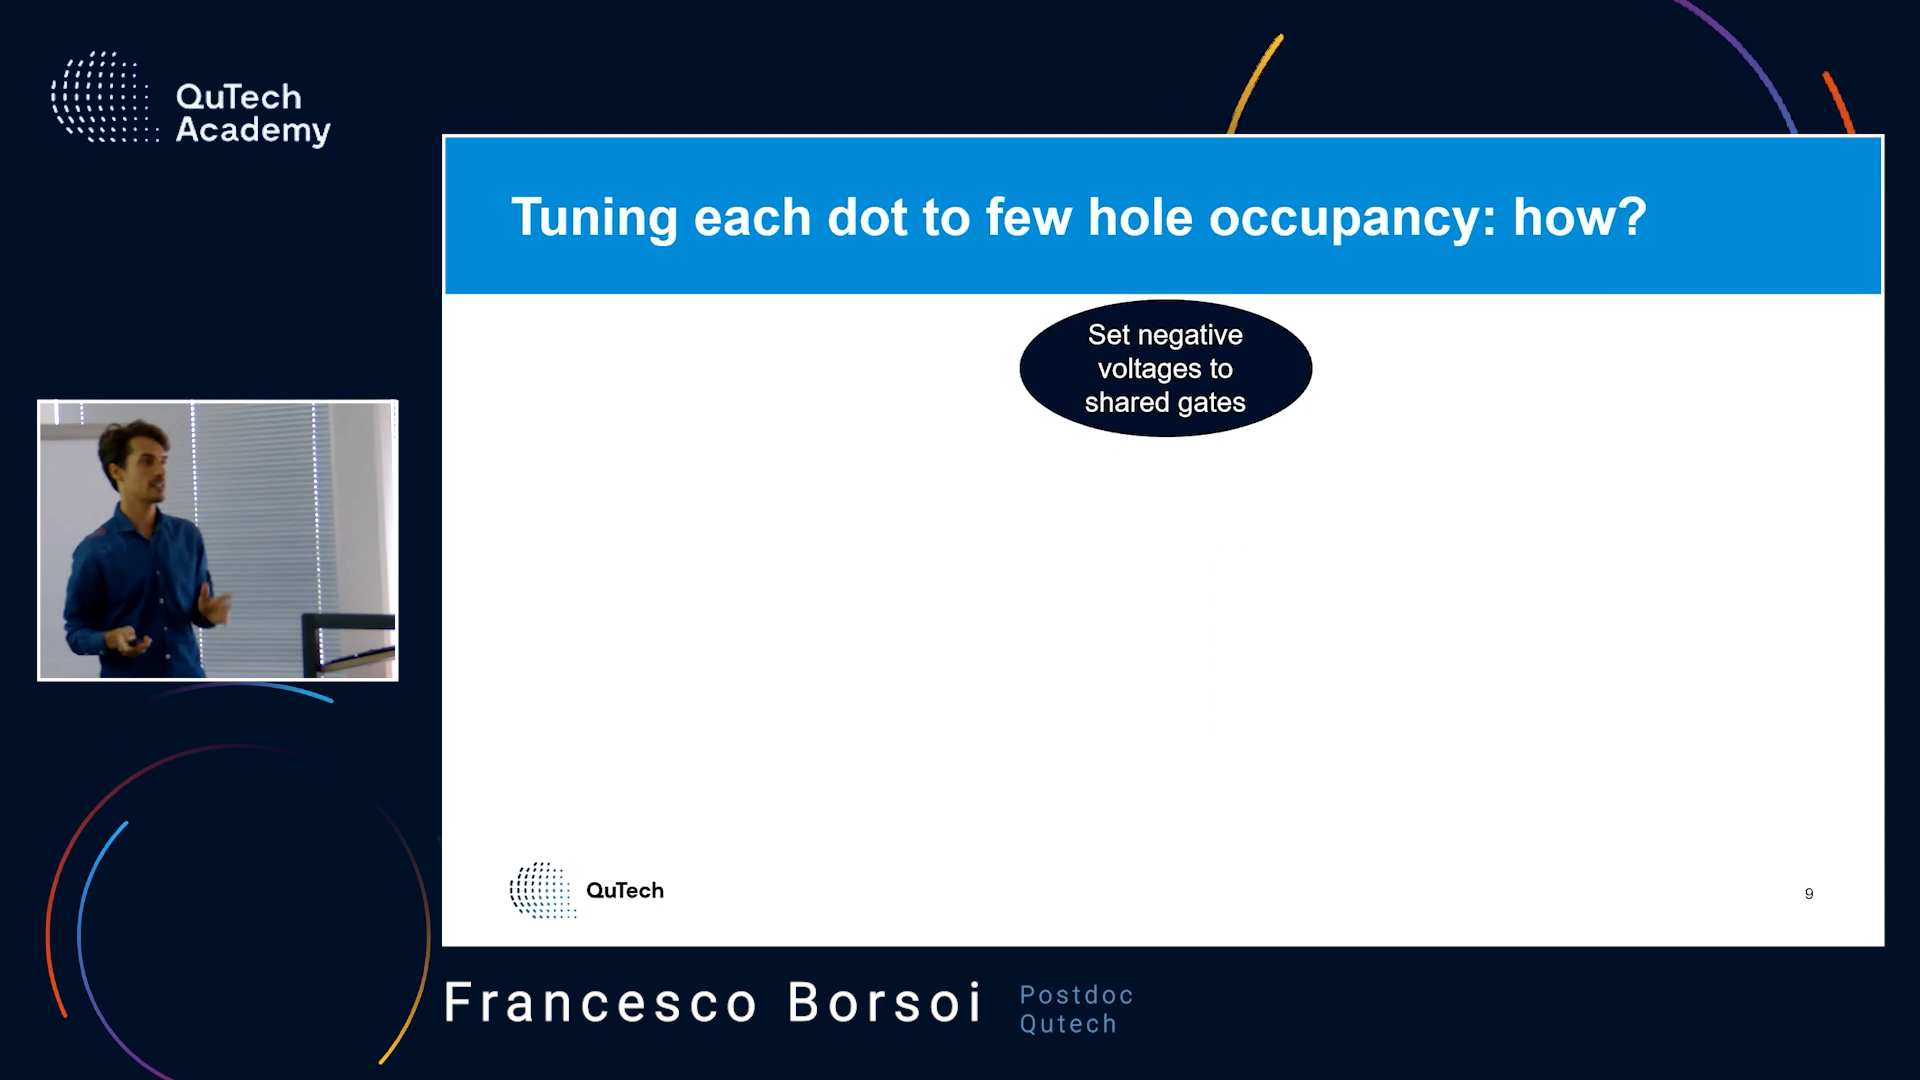 QuTech
Academy
Tuning each dot to few hole occupancy: how?
Set negative
voltages to
shared gates
QuTech
9
Francesco Borsoi
Postdoc
Qutech